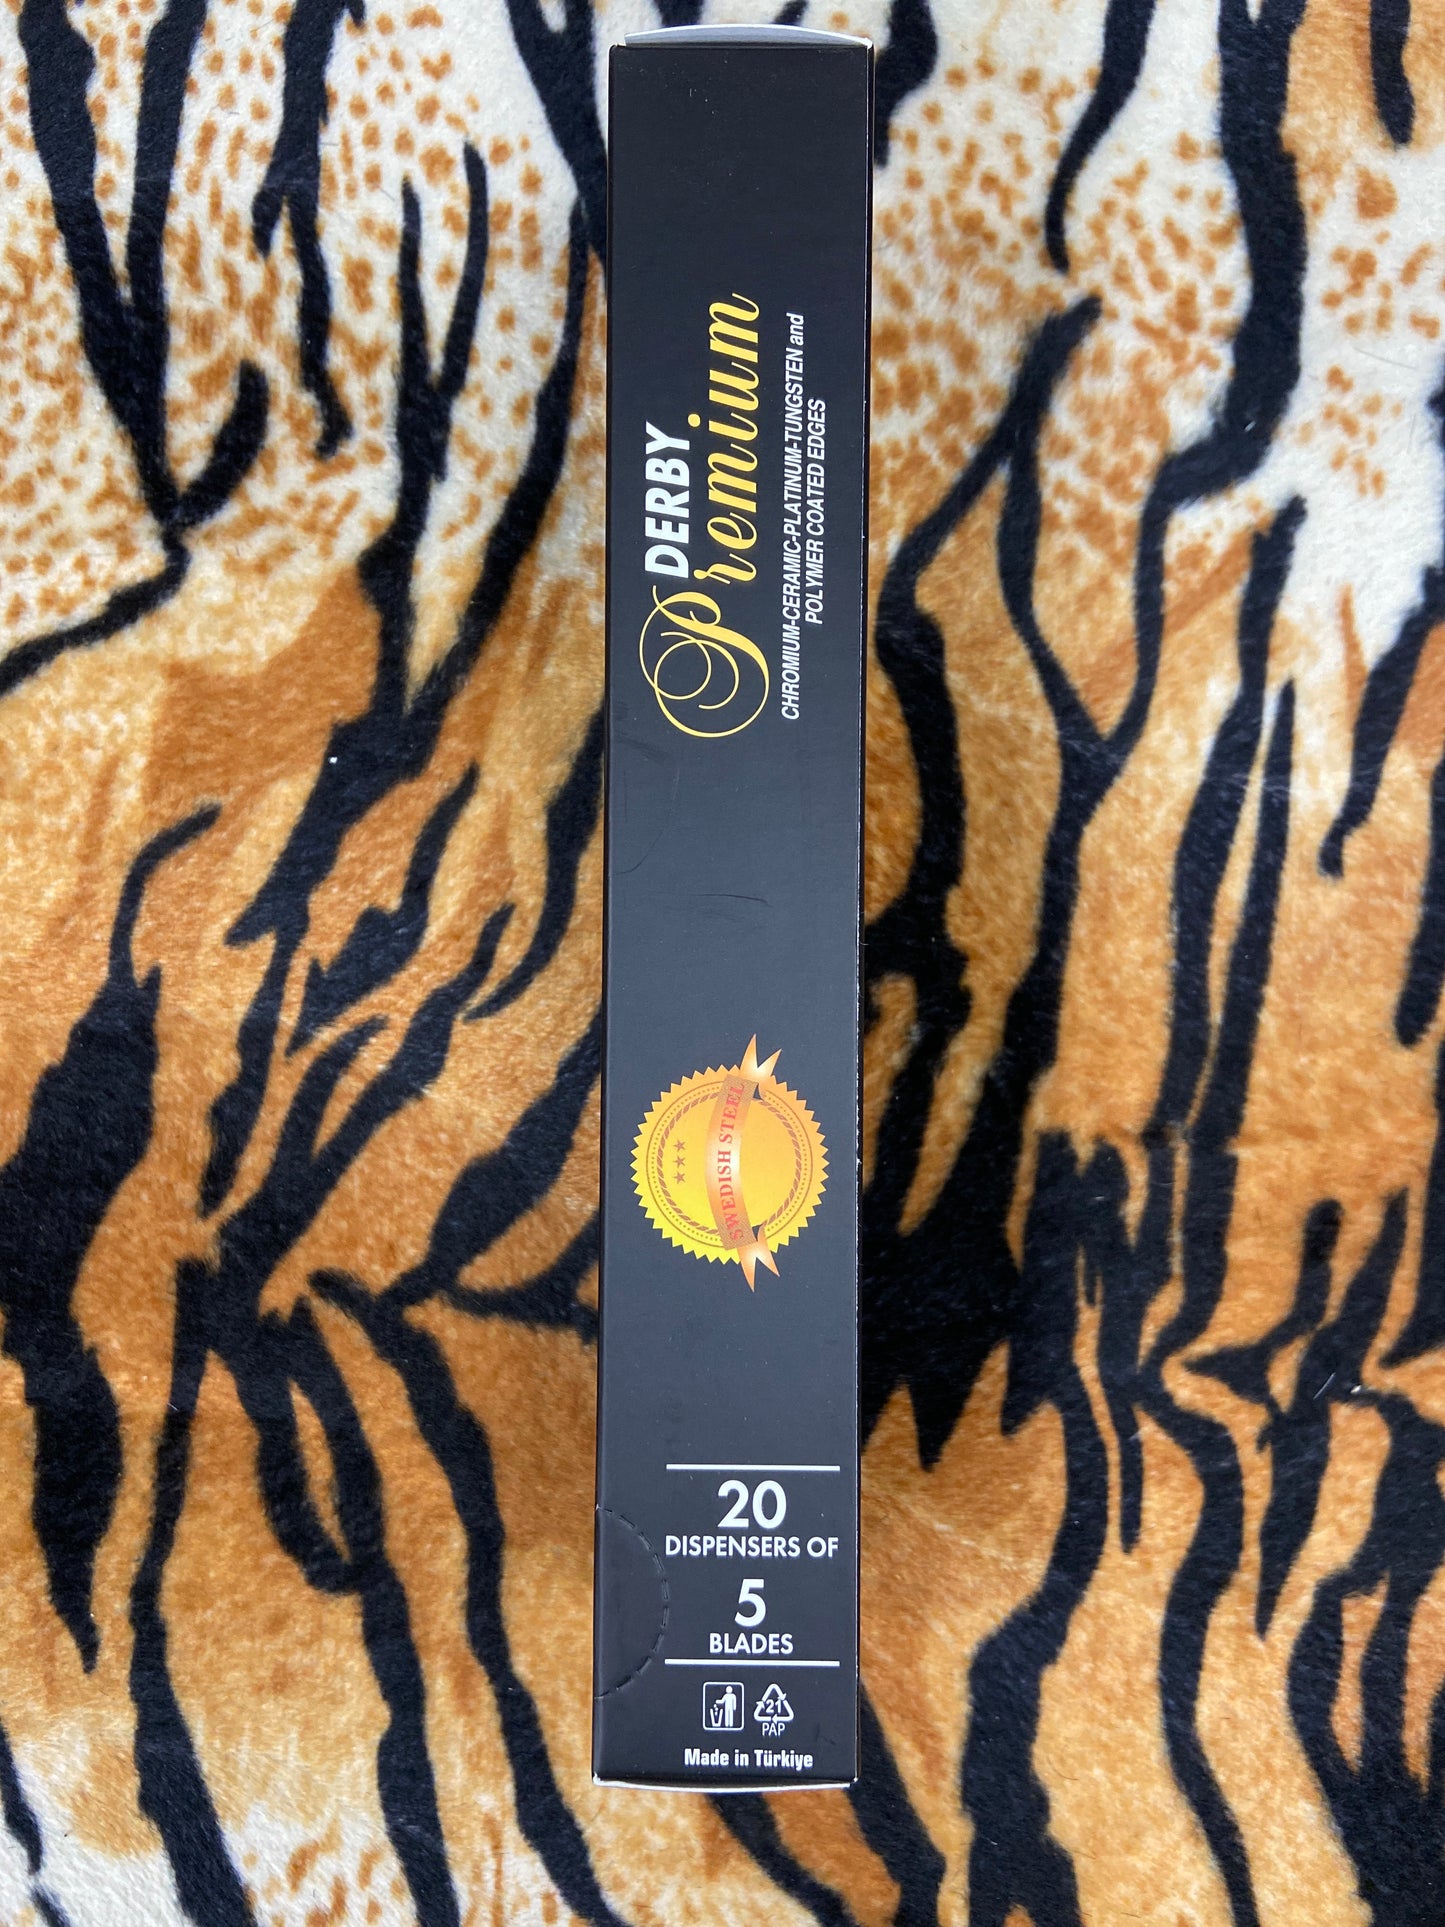 DERBY
Premium
CHROMIUM-CERAMIC-PLATINUM-TUNGSTEN and
POLYMER COATED EDGES
SWEDISH STEEL
20
DISPENSERS OF
5
BLADES
21
PAP
Made in Türkiye